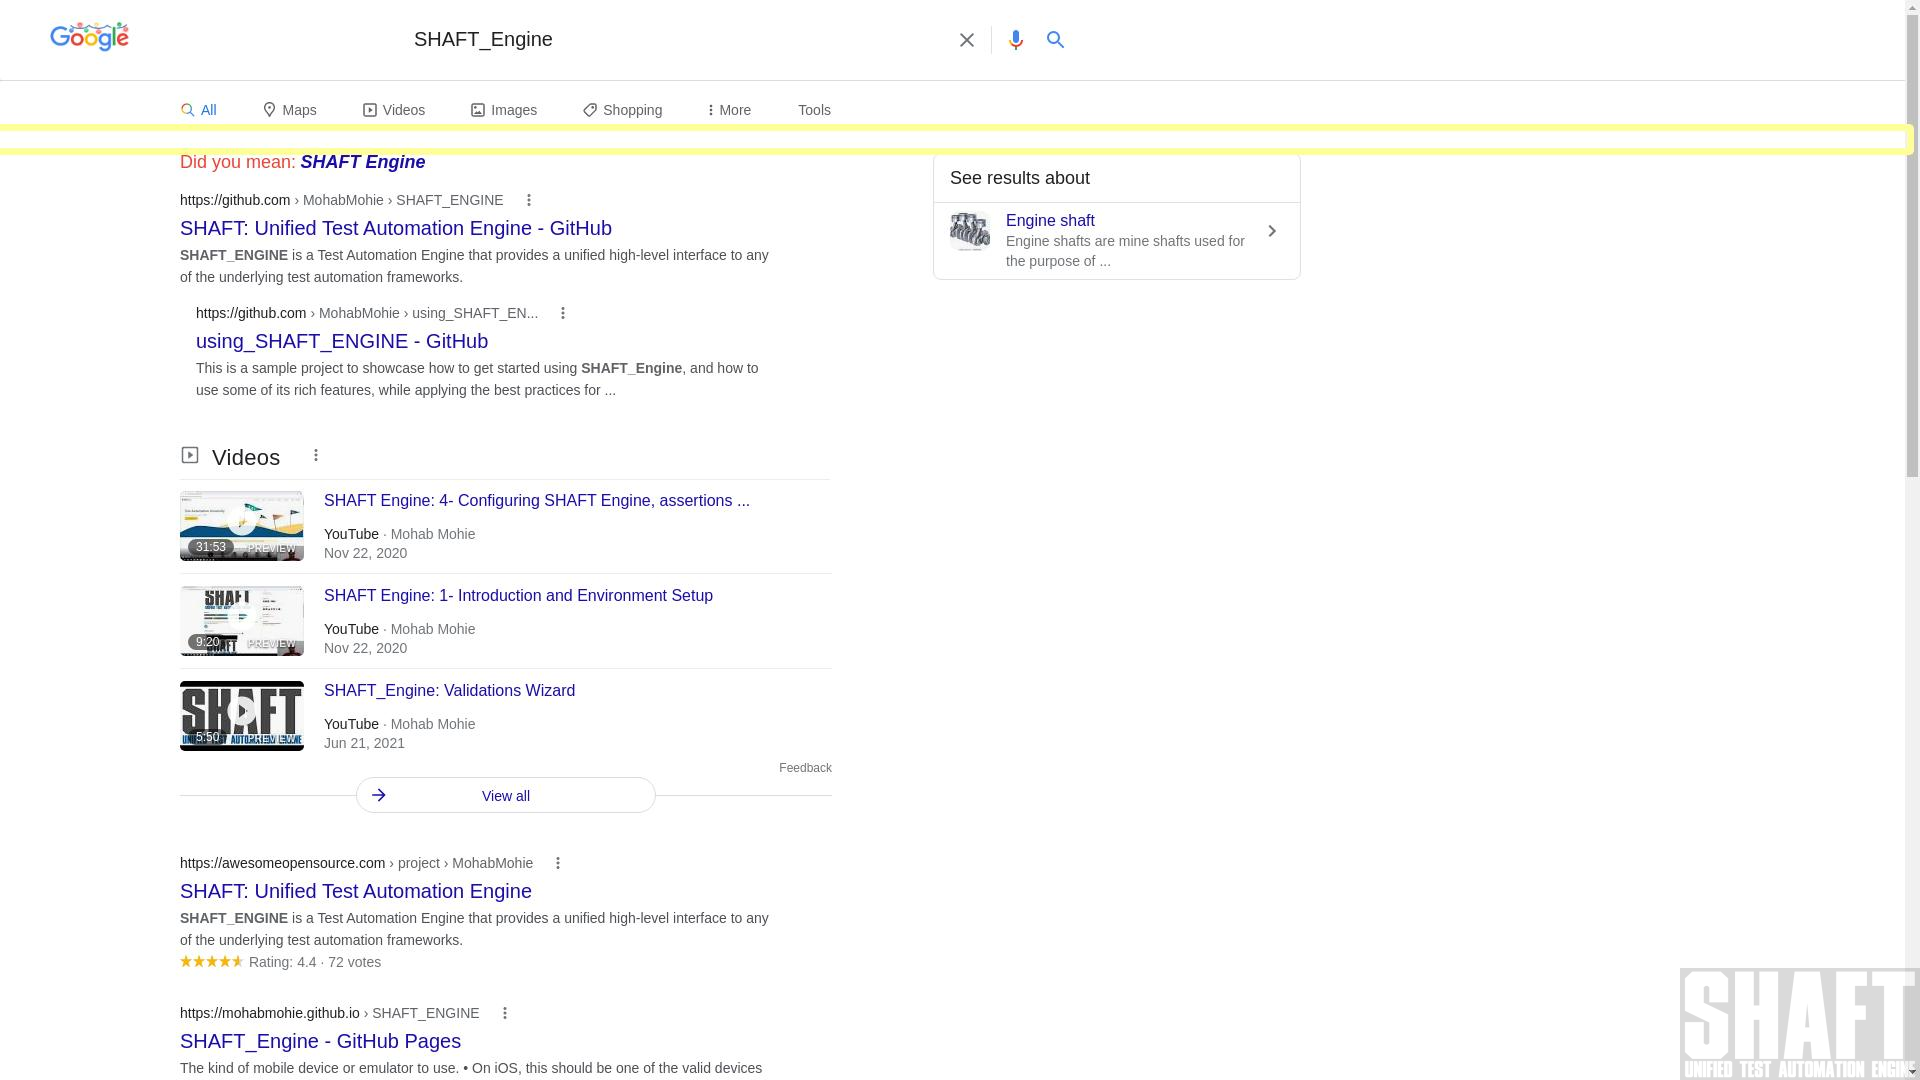 Google
SHAFT_Engine
All
Maps
Videos
Images
Shopping
More
Tools
Did you mean: SHAFT Engine
https://github.com › MohabMohie › SHAFT_ENGINE
SHAFT: Unified Test Automation Engine - GitHub
SHAFT_ENGINE is a Test Automation Engine that provides a unified high-level interface to any
of the underlying test automation frameworks.
https://github.com › MohabMohie › using_SHAFT_EN...
using_SHAFT_ENGINE - GitHub
This is a sample project to showcase how to get started using SHAFT_Engine, and how to
use some of its rich features, while applying the best practices for ...
See results about
Engine shaft
Engine shafts are mine shafts used for
the purpose of ...
Videos
SHAFT Engine: 4- Configuring SHAFT Engine, assertions ...
YouTube · Mohab Mohie
Nov 22, 2020
31:53
PREVIEW
SHAFT Engine: 1- Introduction and Environment Setup
YouTube · Mohab Mohie
Nov 22, 2020
SHAFT
9:20
PREVIEW
SHAFT_Engine: Validations Wizard
YouTube · Mohab Mohie
Jun 21, 2021
SHAFT
5:50
PREVIEW
UNIFIED TEST AUTOMATION ENGINE
Feedback
View all
https://awesomeopensource.com › project › MohabMohie
SHAFT: Unified Test Automation Engine
SHAFT_ENGINE is a Test Automation Engine that provides a unified high-level interface to any
of the underlying test automation frameworks.
Rating: 4.4 · 72 votes
https://mohabmohie.github.io › SHAFT_ENGINE
SHAFT_Engine - GitHub Pages
The kind of mobile device or emulator to use. • On iOS, this should be one of the valid devices
SHAFT
UNIFIED TEST AUTOMATION ENGINE